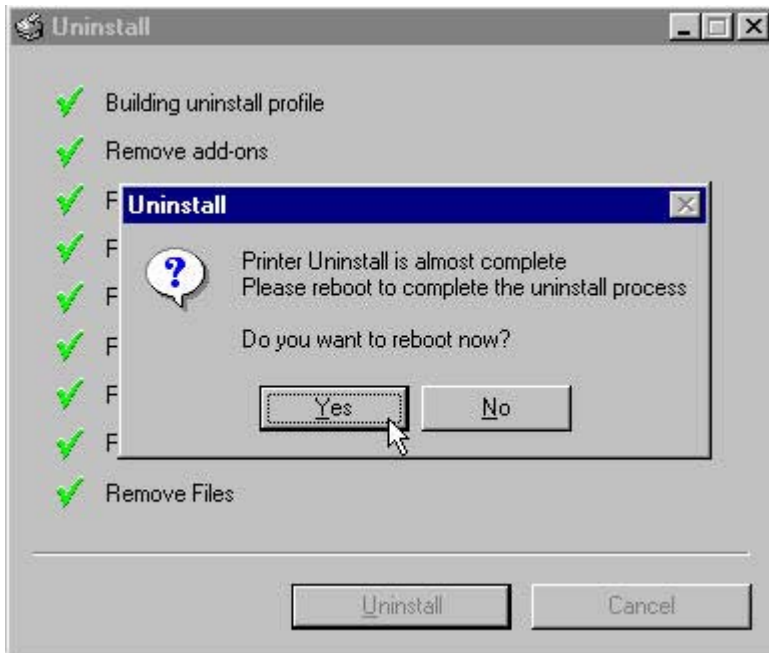 Uninstall
Building uninstall profile
Remove add-ons
F
Uninstall
F
Printer Uninstall is almost complete
Please reboot to complete the uninstall process
F
F
Do you want to reboot now?
F
Yes No
F
Remove Files
Uninstall Cancel